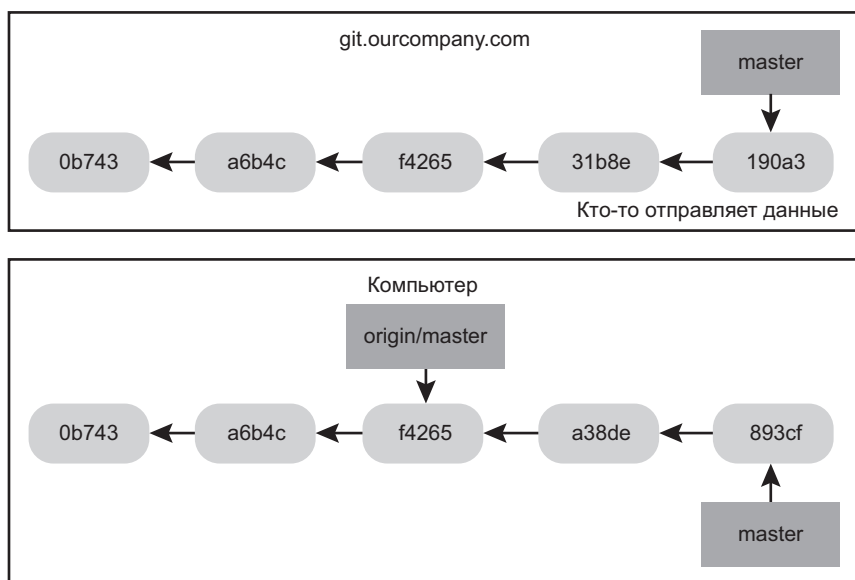 git.ourcompany.com
master
0b743
a6b4c
f4265
31b8e
190a3
Кто-то отправляет данные
Компьютер
origin/master
0b743
a6b4c
f4265
a38de
893cf
master